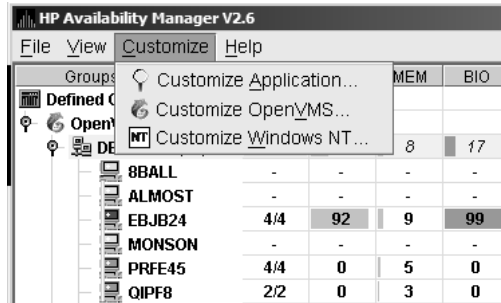 HP Availability Manager V2.6
File View Customize Help
Groups MEM BIO
Customize Application...
Defined
Customize OpenVMS...
NT Customize Windows NT...
8 17
8BALL - - - -
ALMOST - - - -
EBJB24 4/4 92 9 99
MONSON - - - -
PRFE45 4/4 0 5 0
QIPF8 2/2 0 3 0